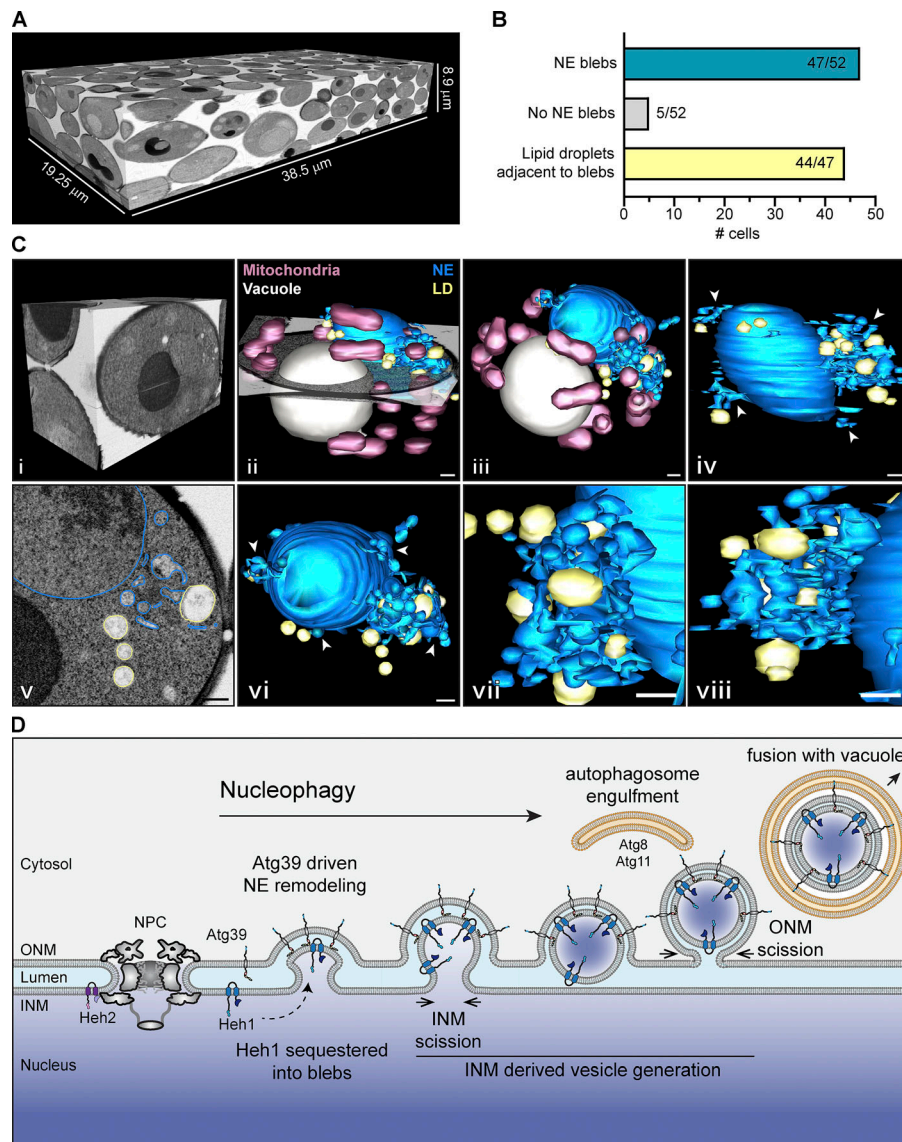 A
8.9 µm
19.25 µm
38.5 µm
B
NE blebs
47/52
No NE blebs
5/52
Lipid droplets
adjacent to blebs
44/47
0 10 20 30 40 50
# cells
C
i
Mitochondria NE
Vacuole LD
ii
iii
iv
v
vi
vii
viii
D
fusion with vacuole
autophagosome
engulfment
Nucleophagy
Atg8
Atg11
Cytosol
Atg39 driven
NE remodeling
NPC
Atg39
ONM
ONM
scission
Lumen
INM
Heh2
Heh1
INM
scission
Heh1 sequestered
into blebs
INM derived vesicle generation
Nucleus